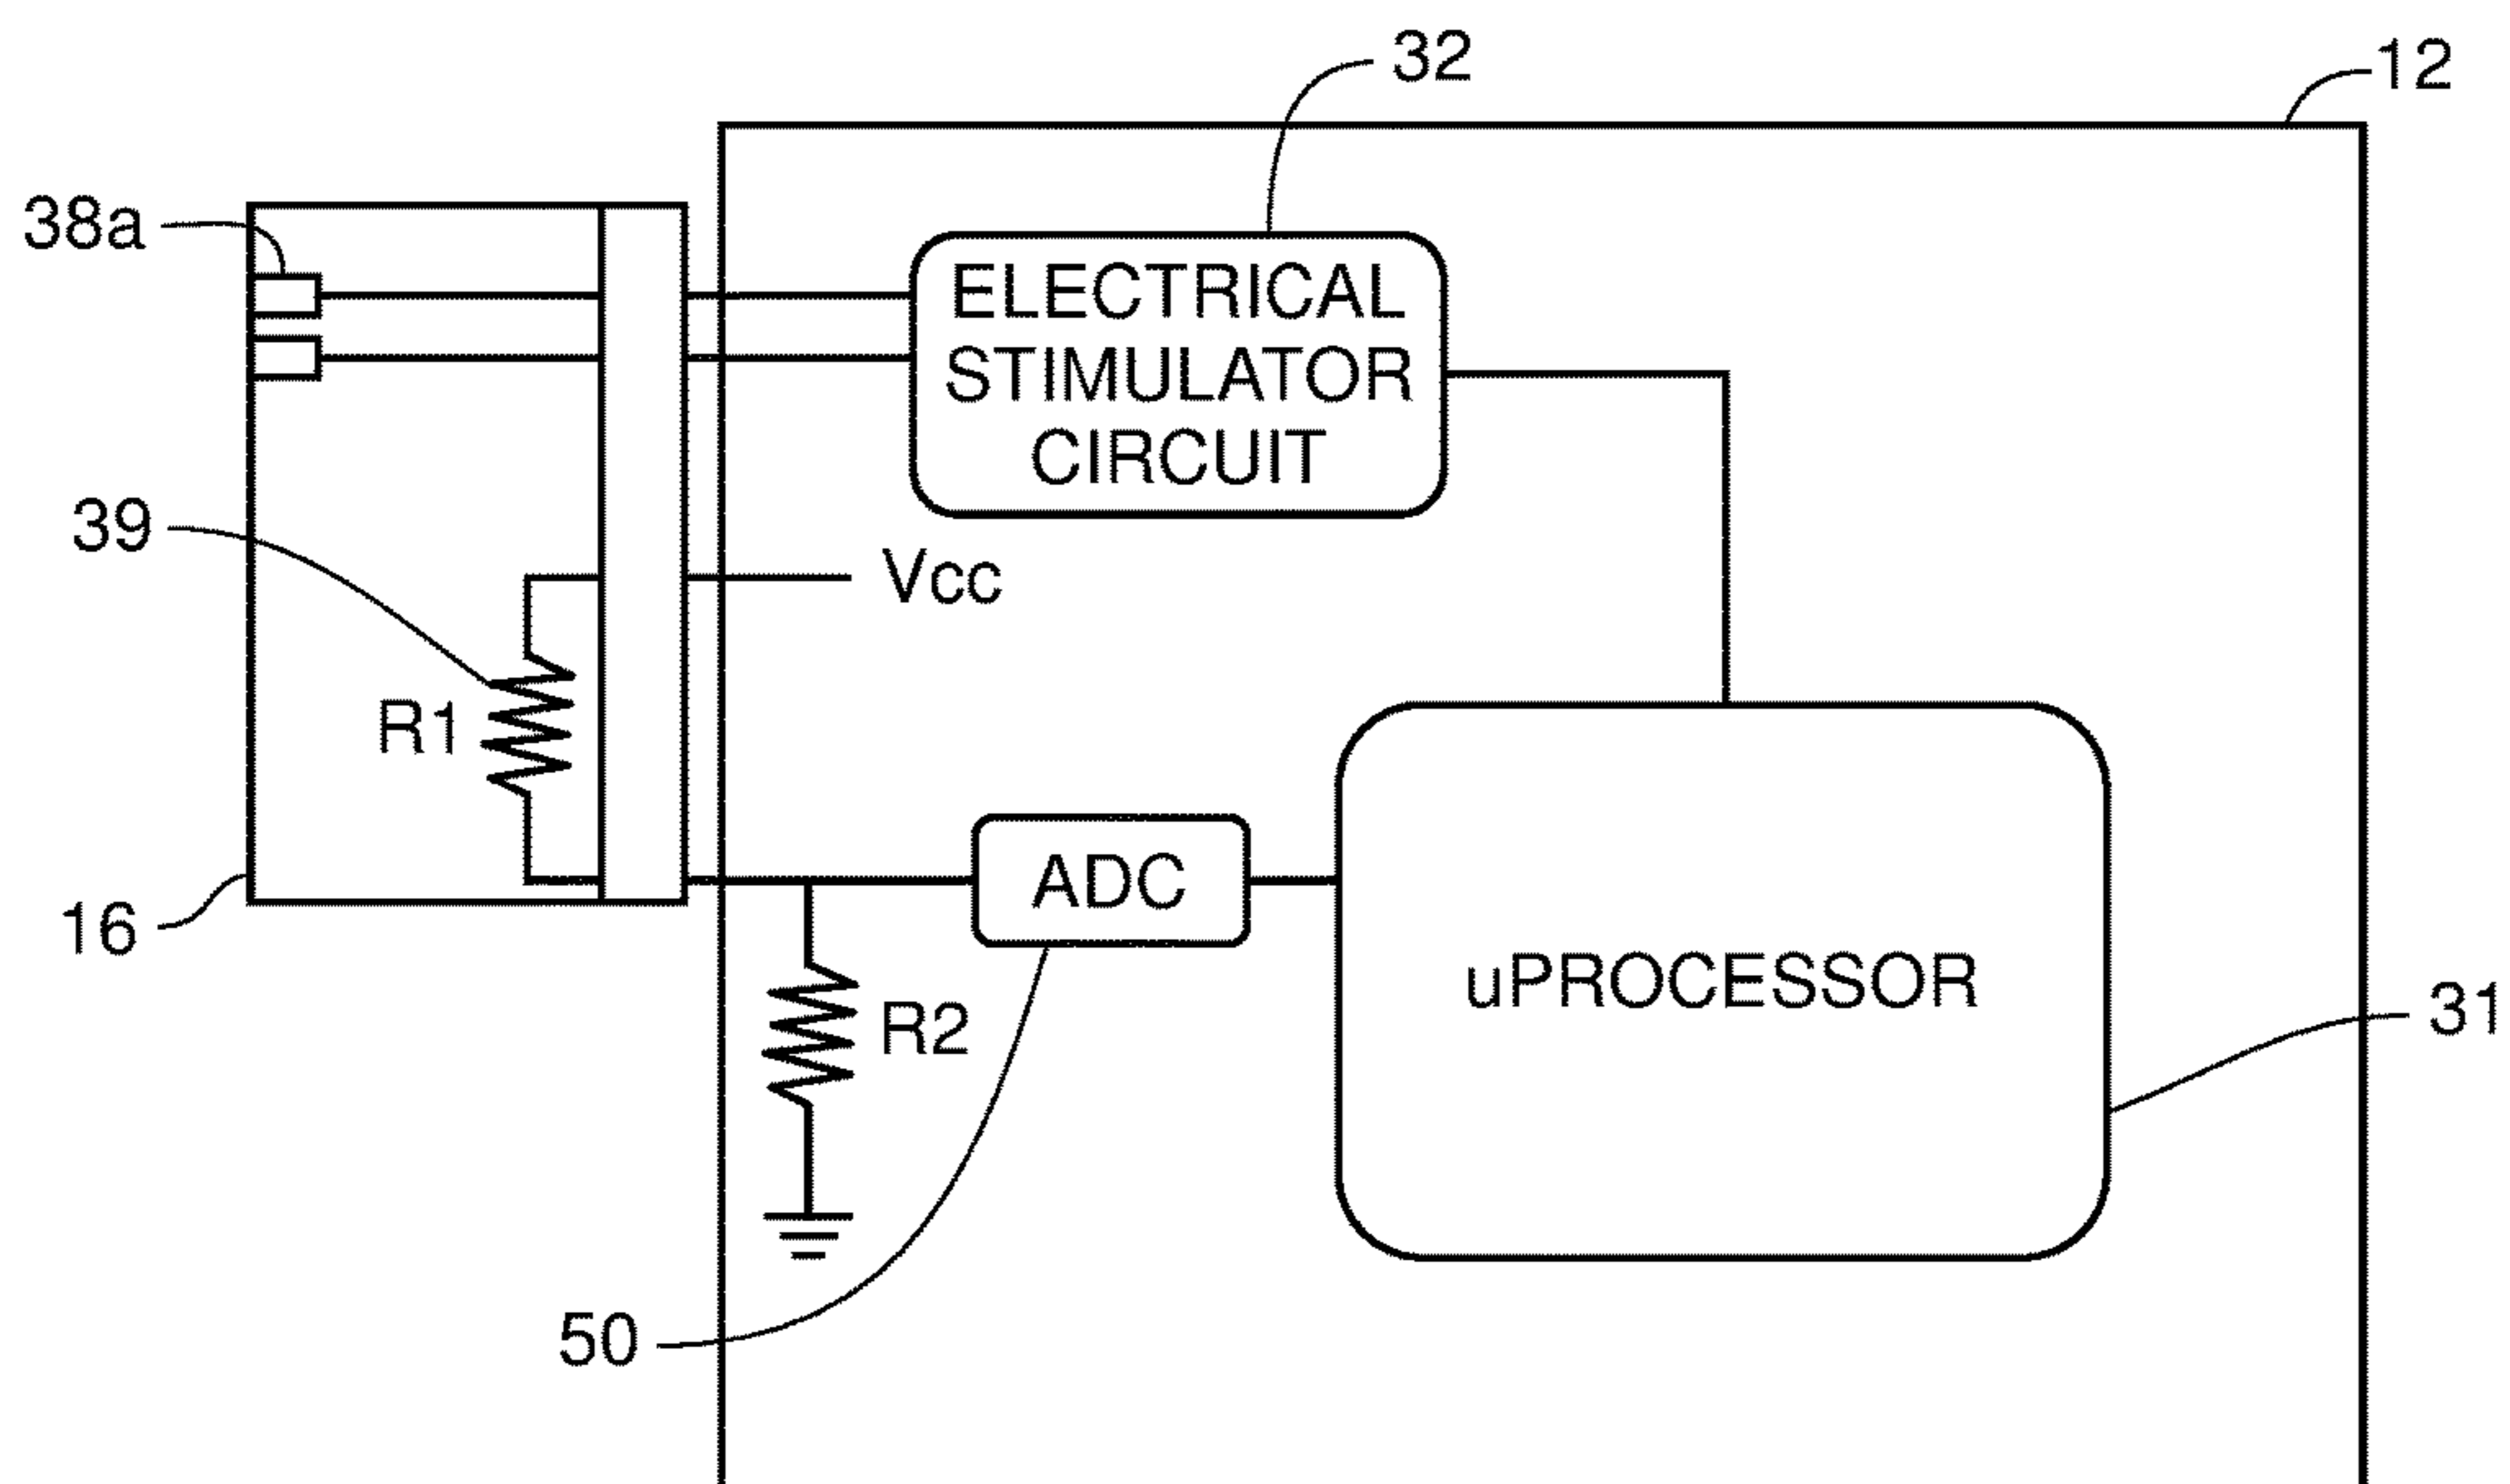 32
12
38a
ELECTRICAL
STIMULATOR
CIRCUIT
39
Vcc
R1
ADC
16
uPROCESSOR
R2
31
50